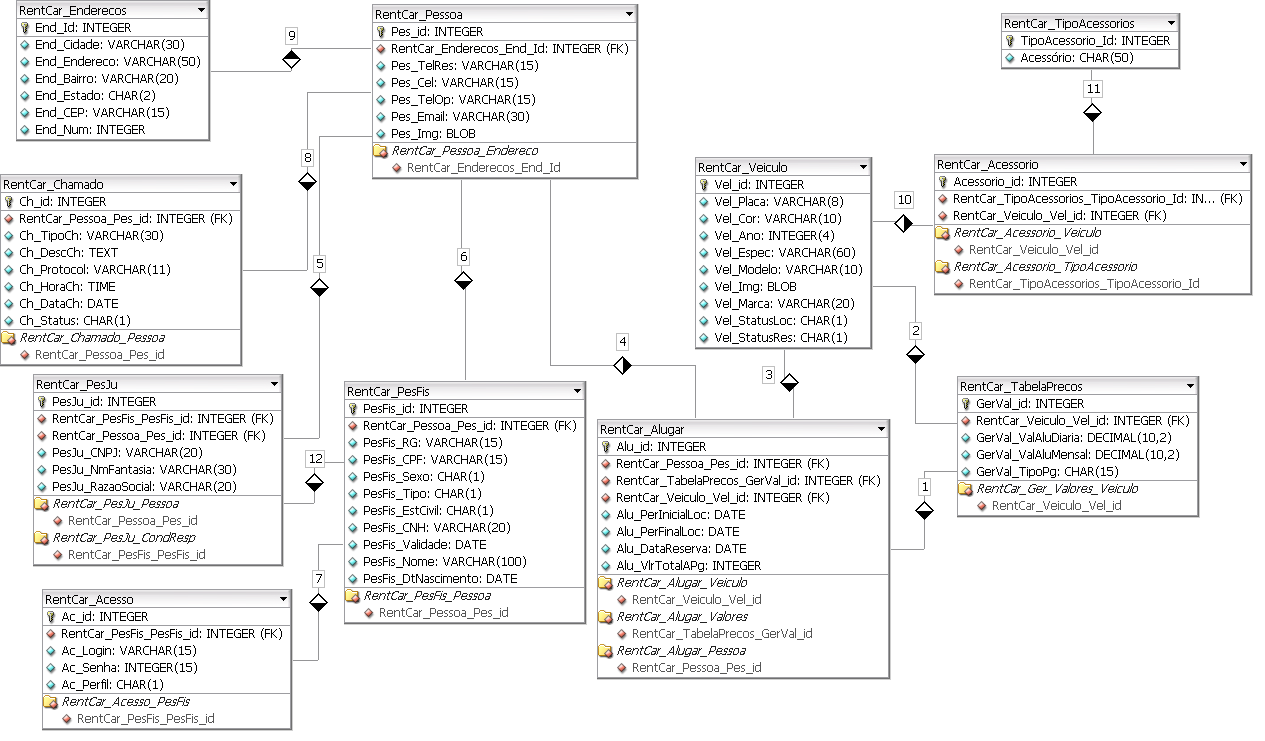 RentCar_Enderecos
End_Id: INTEGER
End_Cidade: VARCHAR(30)
End_Endereco: VARCHAR(50)
End_Bairro: VARCHAR(20)
End_Estado: CHAR(2)
End_CEP: VARCHAR(15)
End_Num: INTEGER
9
RentCar_Pessoa
Pes_id: INTEGER
RentCar_Enderecos_End_Id: INTEGER (FK)
Pes_TelRes: VARCHAR(15)
Pes_Cel: VARCHAR(15)
Pes_TelOp: VARCHAR(15)
Pes_Email: VARCHAR(30)
Pes_Img: BLOB
RentCar_Pessoa_Endereco
RentCar_Enderecos_End_Id
RentCar_TipoAcessorios
TipoAcessorio_Id: INTEGER
Acessório: CHAR(50)
11
8
RentCar_Chamado
Ch_id: INTEGER
RentCar_Pessoa_Pes_id: INTEGER (FK)
Ch_TipoCh: VARCHAR(30)
Ch_DescCh: TEXT
Ch_Protocol: VARCHAR(11)
Ch_HoraCh: TIME
Ch_DataCh: DATE
Ch_Status: CHAR(1)
RentCar_Chamado_Pessoa
RentCar_Pessoa_Pes_id
5
6
4
RentCar_Veiculo
Vel_id: INTEGER
Vel_Placa: VARCHAR(8)
Vel_Cor: VARCHAR(10)
Vel_Ano: INTEGER(4)
Vel_Espec: VARCHAR(60)
Vel_Modelo: VARCHAR(10)
Vel_Img: BLOB
Vel_Marca: VARCHAR(20)
Vel_StatusLoc: CHAR(1)
Vel_StatusRes: CHAR(1)
10
RentCar_Acessorio
Acessorio_id: INTEGER
RentCar_TipoAcessorios_TipoAcessorio_Id: IN... (FK)
RentCar_Veiculo_Vel_id: INTEGER (FK)
RentCar_Acessorio_Veiculo
RentCar_Veiculo_Vel_id
RentCar_Acessorio_TipoAcessorio
RentCar_TipoAcessorios_TipoAcessorio_Id
2
3
RentCar_PesJu
PesJu_id: INTEGER
RentCar_PesFis_PesFis_id: INTEGER (FK)
RentCar_Pessoa_Pes_id: INTEGER (FK)
PesJu_CNPJ: VARCHAR(20)
PesJu_NmFantasia: VARCHAR(30)
PesJu_RazaoSocial: VARCHAR(20)
RentCar_PesJu_Pessoa
RentCar_Pessoa_Pes_id
RentCar_PesJu_CondResp
RentCar_PesFis_PesFis_id
12
RentCar_PesFis
PesFis_id: INTEGER
RentCar_Pessoa_Pes_id: INTEGER (FK)
PesFis_RG: VARCHAR(15)
PesFis_CPF: VARCHAR(15)
PesFis_Sexo: CHAR(1)
PesFis_Tipo: CHAR(1)
PesFis_EstCivil: CHAR(1)
PesFis_CNH: VARCHAR(20)
PesFis_Validade: DATE
PesFis_Nome: VARCHAR(100)
PesFis_DtNascimento: DATE
RentCar_PesFis_Pessoa
RentCar_Pessoa_Pes_id
RentCar_Alugar
Alu_id: INTEGER
RentCar_Pessoa_Pes_id: INTEGER (FK)
RentCar_TabelaPrecos_GerVal_id: INTEGER (FK)
RentCar_Veiculo_Vel_id: INTEGER (FK)
Alu_PerInicialLoc: DATE
Alu_PerFinalLoc: DATE
Alu_DataReserva: DATE
Alu_VlrTotalAPg: INTEGER
RentCar_Alugar_Veiculo
RentCar_Veiculo_Vel_id
RentCar_Alugar_Valores
RentCar_TabelaPrecos_GerVal_id
RentCar_Alugar_Pessoa
RentCar_Pessoa_Pes_id
1
RentCar_TabelaPrecos
GerVal_id: INTEGER
RentCar_Veiculo_Vel_id: INTEGER (FK)
GerVal_ValAluDiaria: DECIMAL(10,2)
GerVal_ValAluMensal: DECIMAL(10,2)
GerVal_TipoPg: CHAR(15)
RentCar_Ger_Valores_Veiculo
RentCar_Veiculo_Vel_id
7
RentCar_Acesso
Ac_id: INTEGER
RentCar_PesFis_PesFis_id: INTEGER (FK)
Ac_Login: VARCHAR(15)
Ac_Senha: INTEGER(15)
Ac_Perfil: CHAR(1)
RentCar_Acesso_PesFis
RentCar_PesFis_PesFis_id